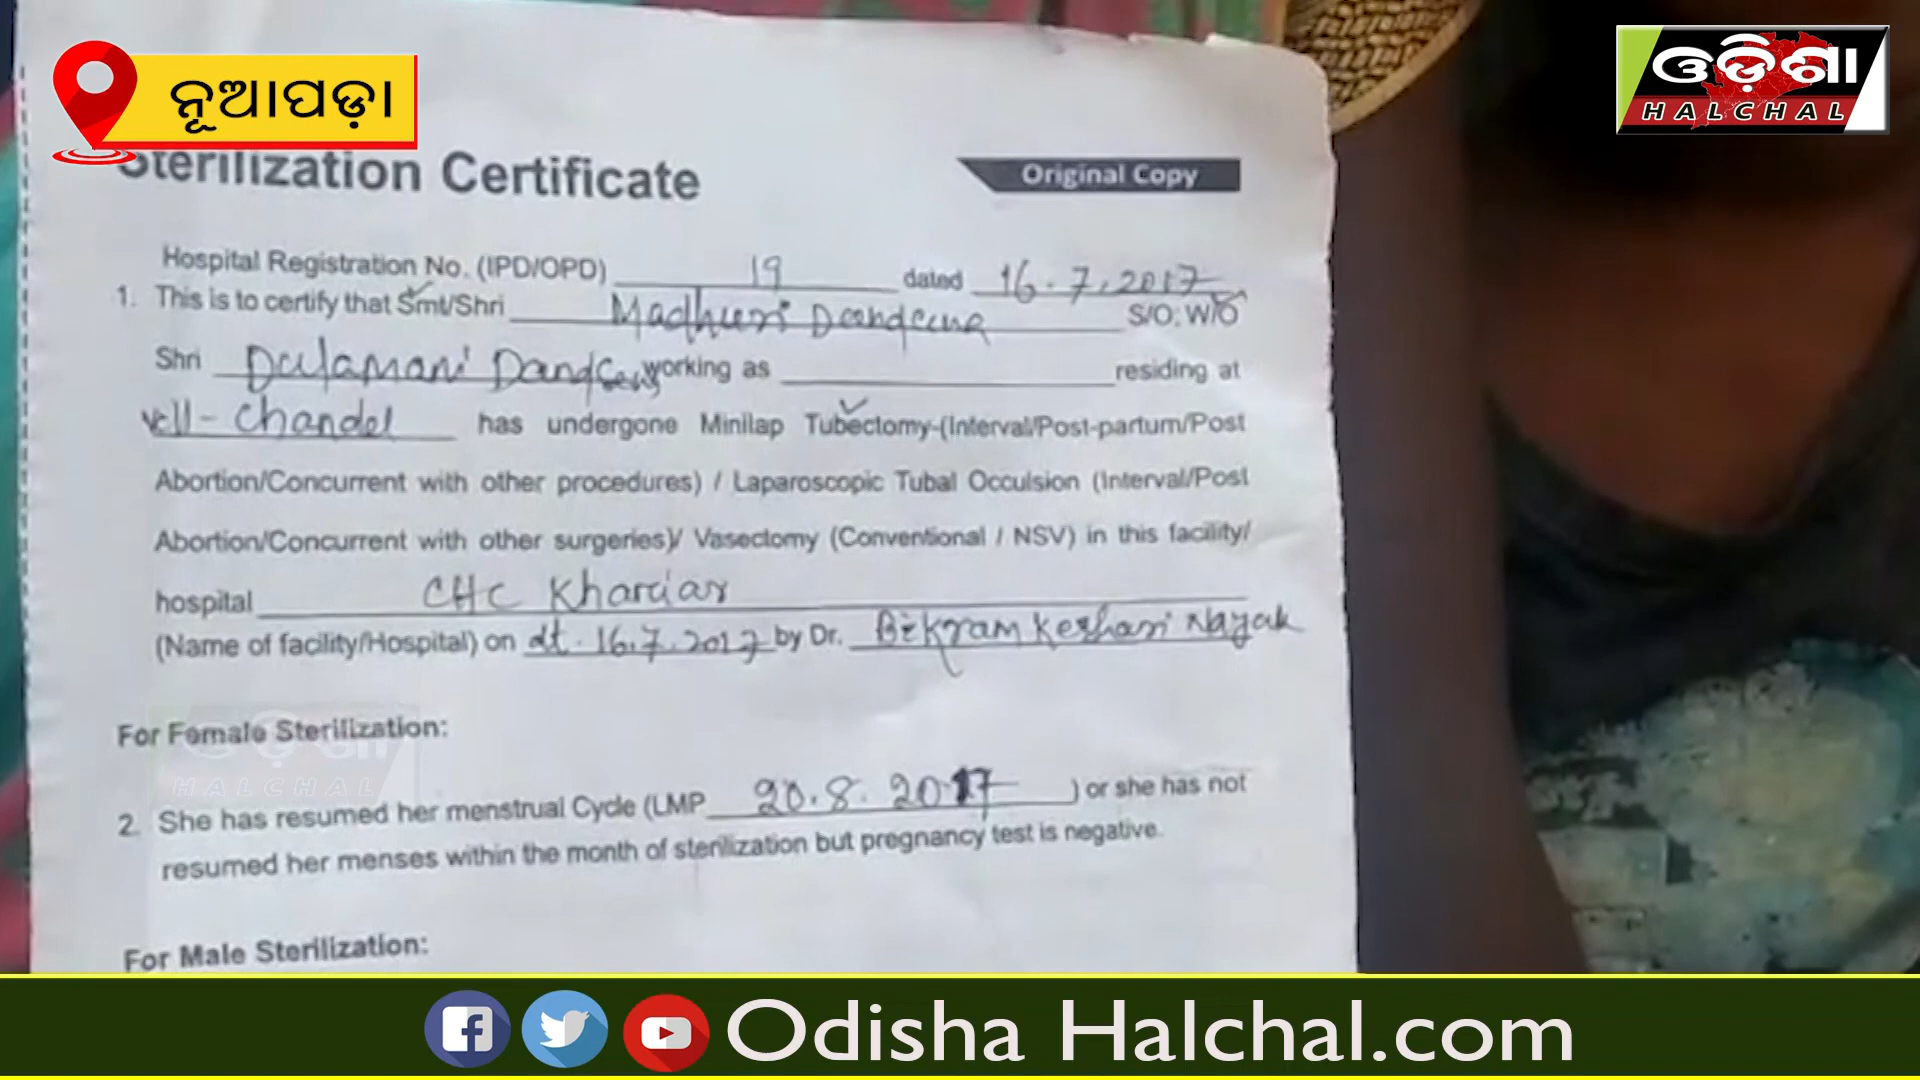 ନୂଆପଡ଼ା
ଓଡ଼ିଶା
HALCHAL
Sterilization Certificate
Original Copy
Hospital Registration No. (IPD/OPD) 19 dated 16.7.2017
1. This is to certify that Smt/Shri Madhuri Dandsena S/O; W/O
Shri Dulamani Dandsena working as residing at
vill- Chandel has undergone Minilap Tubectomy-(Interval/Post-partum/Post
Abortion/Concurrent with other procedures) / Laparoscopic Tubal Occulsion (Interval/Post
Abortion/Concurrent with other surgeries)/ Vasectomy (Conventional / NSV) in this facility/
hospital CHC Khariar
(Name of facility/Hospital) on dt. 16.7.2017 by Dr. Bikram Keshari Nayak
For Female Sterilization:
ଓଡ଼ିଶା
HALCHAL
2. She has resumed her menstrual Cycle (LMP 20.8.2017 ) or she has not
resumed her menses within the month of sterilization but pregnancy test is negative.
For Male Sterilization:
Odisha Halchal.com